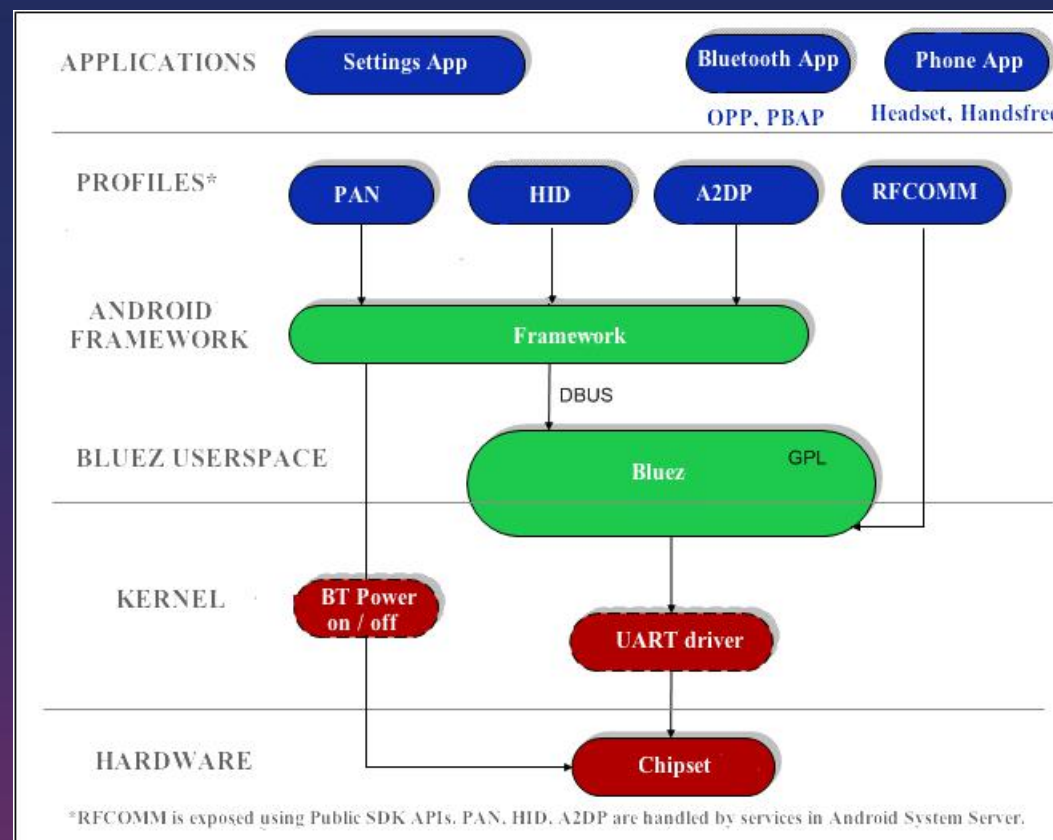 APPLICATIONS
Settings App
Bluetooth App
Phone App
OPP, PBAP
Headset, Handsfree
PROFILES*
PAN
HID
A2DP
RFCOMM
ANDROID
FRAMEWORK
Framework
DBUS
BLUEZ USERSPACE
Bluez
GPL
KERNEL
BT Power
on / off
UART driver
HARDWARE
Chipset
*RFCOMM is exposed using Public SDK APIs. PAN, HID, A2DP are handled by services in Android System Server.